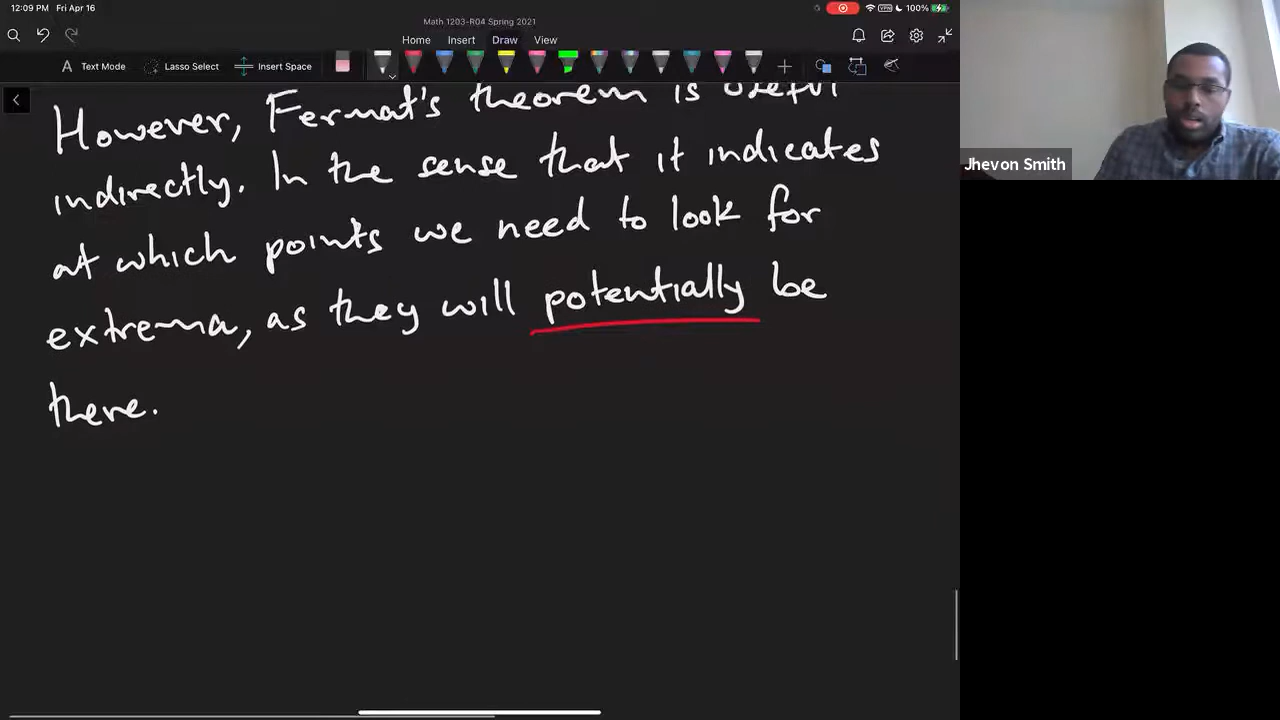 12:09 PM Fri Apr 16
VPN 100%
Math 1203-R04 Spring 2021
Home Insert Draw View
Text Mode Lasso Select Insert Space
However, Fermat's theorem is useful
indirectly. In the sense that it indicates
at which points we need to look for
extrema, as they will potentially be
there.
Jhevon Smith